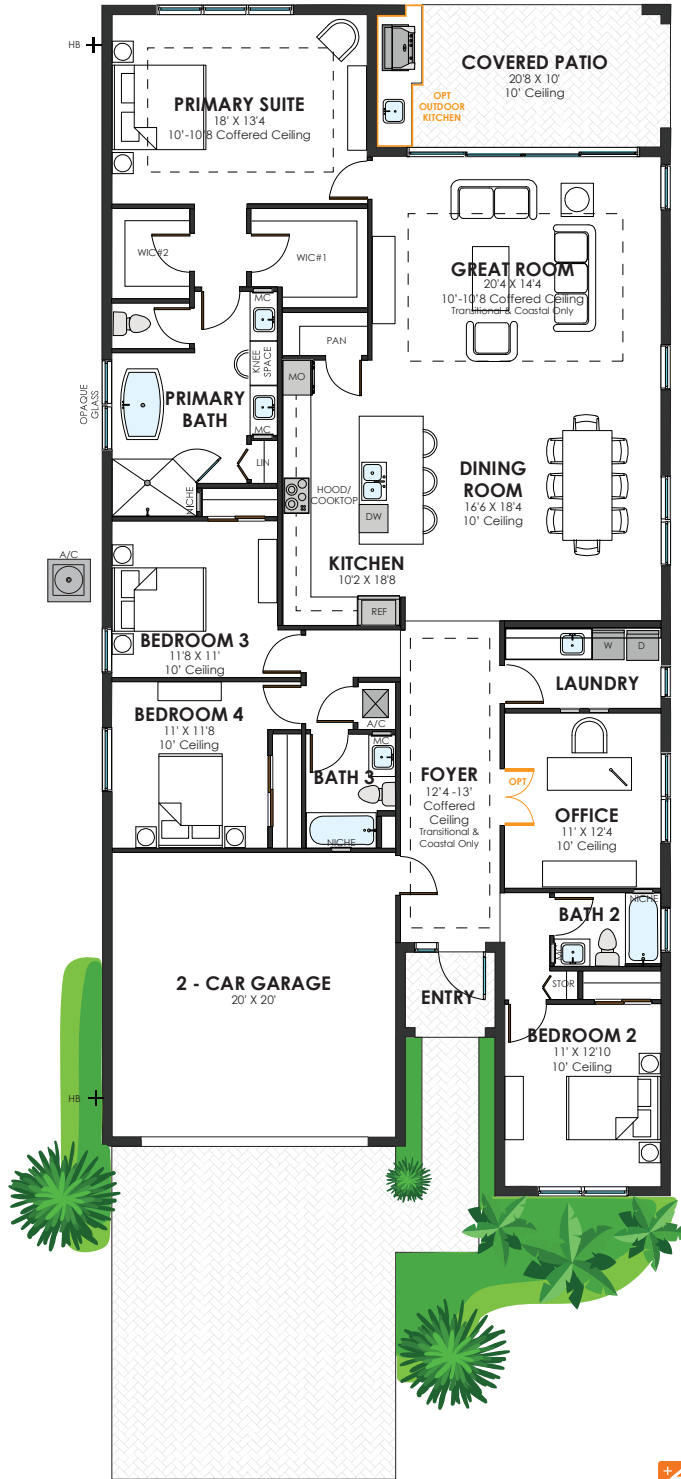 HB
PRIMARY SUITE
18' X 13'4
10'-10'8 Coffered Ceiling
COVERED PATIO
20'8 X 10'
10' Ceiling
OPT
OUTDOOR
KITCHEN
WIC#2
WIC#1
GREAT ROOM
20'4 X 14'4
10'-10'8 Coffered Ceiling
Transitional & Coastal Only
MC
PAN
KNEE
SPACE
MO
OPAQUE
GLASS
PRIMARY
BATH
MC
LIN
NICHE
HOOD/
COOKTOP
DW
DINING
ROOM
16'6 X 18'4
10' Ceiling
KITCHEN
10'2 X 18'8
REF
A/C
BEDROOM 3
11'8 X 11'
10' Ceiling
W
D
LAUNDRY
BEDROOM 4
11' X 11'8
10' Ceiling
A/C
MC
BATH 3
NICHE
FOYER
12'4 -13'
Coffered
Ceiling
Transitional &
Coastal Only
OPT
OFFICE
11' X 12'4
10' Ceiling
NICHE
BATH 2
MC
STOR
2 - CAR GARAGE
20' X 20'
ENTRY
BEDROOM 2
11' X 12'10
10' Ceiling
HB